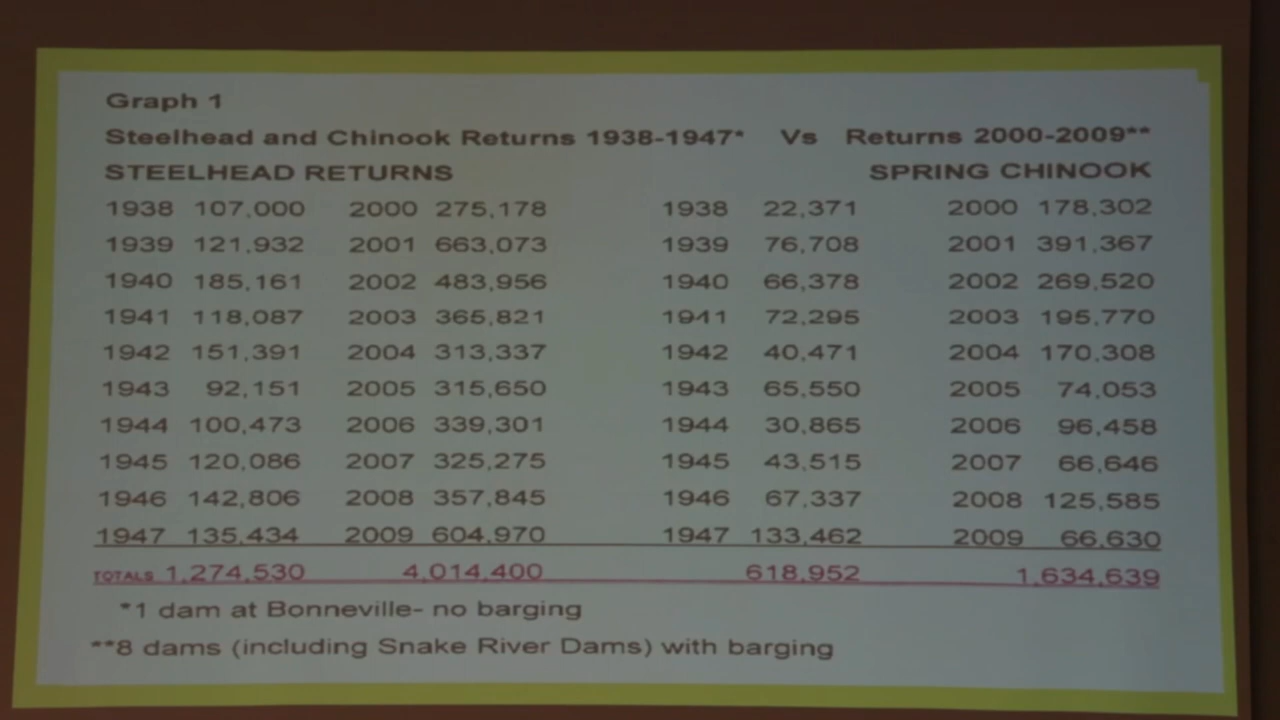 Graph 1
Steelhead and Chinook Returns 1938-1947* Vs Returns 2000-2009**
STEELHEAD RETURNS SPRING CHINOOK
1938 107,000 2000 275,178 1938 22,371 2000 178,302
1939 121,932 2001 663,073 1939 76,708 2001 391,367
1940 185,161 2002 483,956 1940 66,378 2002 269,520
1941 118,087 2003 365,821 1941 72,295 2003 195,770
1942 151,391 2004 313,337 1942 40,471 2004 170,308
1943 92,151 2005 315,650 1943 65,550 2005 74,053
1944 100,473 2006 339,301 1944 30,865 2006 96,458
1945 120,086 2007 325,275 1945 43,515 2007 66,646
1946 142,806 2008 357,845 1946 67,337 2008 125,585
1947 135,434 2009 604,970 1947 133,462 2009 66,630
TOTALS 1,274,530 4,014,400 618,952 1,634,639
*1 dam at Bonneville- no barging
**8 dams (including Snake River Dams) with barging